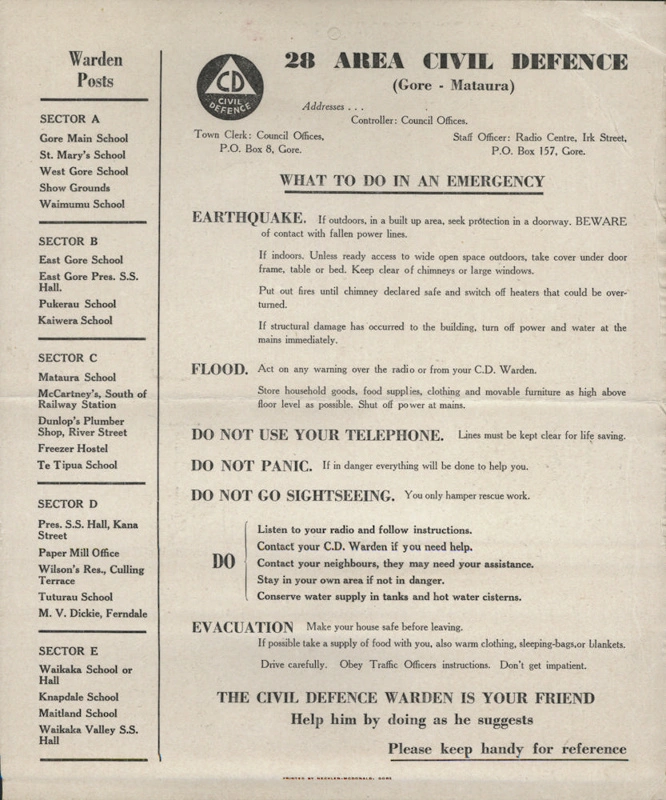 Warden
Posts
SECTOR A
Gore Main School
St. Mary's School
West Gore School
Show Grounds
Waimumu School
SECTOR B
East Gore School
East Gore Pres. S.S.
Hall.
Pukerau School
Kaiwera School
SECTOR C
Mataura School
McCartney's, South of
Railway Station
Dunlop's Plumber
Shop, River Street
Freezer Hostel
Te Tipua School
SECTOR D
Pres. S.S. Hall, Kana
Street
Paper Mill Office
Wilson's Res., Culling
Terrace
Tuturau School
M. V. Dickie, Ferndale
SECTOR E
Waikaka School or
Hall
Knapdale School
Maitland School
Waikaka Valley S.S.
Hall
CD
CIVIL
DEFENCE
28 AREA CIVIL DEFENCE
(Gore - Mataura)
Addresses . . .
Controller: Council Offices.
Town Clerk: Council Offices,
P.O. Box 8, Gore.
Staff Officer: Radio Centre, Irk Street,
P.O. Box 157, Gore.
WHAT TO DO IN AN EMERGENCY
EARTHQUAKE. If outdoors, in a built up area, seek protection in a doorway. BEWARE
of contact with fallen power lines.
If indoors. Unless ready access to wide open space outdoors, take cover under door
frame, table or bed. Keep clear of chimneys or large windows.
Put out fires until chimney declared safe and switch off heaters that could be over-
turned.
If structural damage has occurred to the building, turn off power and water at the
mains immediately.
FLOOD. Act on any warning over the radio or from your C.D. Warden.
Store household goods, food supplies, clothing and movable furniture as high above
floor level as possible. Shut off power at mains.
DO NOT USE YOUR TELEPHONE. Lines must be kept clear for life saving.
DO NOT PANIC. If in danger everything will be done to help you.
DO NOT GO SIGHTSEEING. You only hamper rescue work.
DO
Listen to your radio and follow instructions.
Contact your C.D. Warden if you need help.
Contact your neighbours, they may need your assistance.
Stay in your own area if not in danger.
Conserve water supply in tanks and hot water cisterns.
EVACUATION Make your house safe before leaving.
If possible take a supply of food with you, also warm clothing, sleeping-bags,or blankets.
Drive carefully. Obey Traffic Officers instructions. Don't get impatient.
THE CIVIL DEFENCE WARDEN IS YOUR FRIEND
Help him by doing as he suggests
Please keep handy for reference
PRINTED BY
GORE